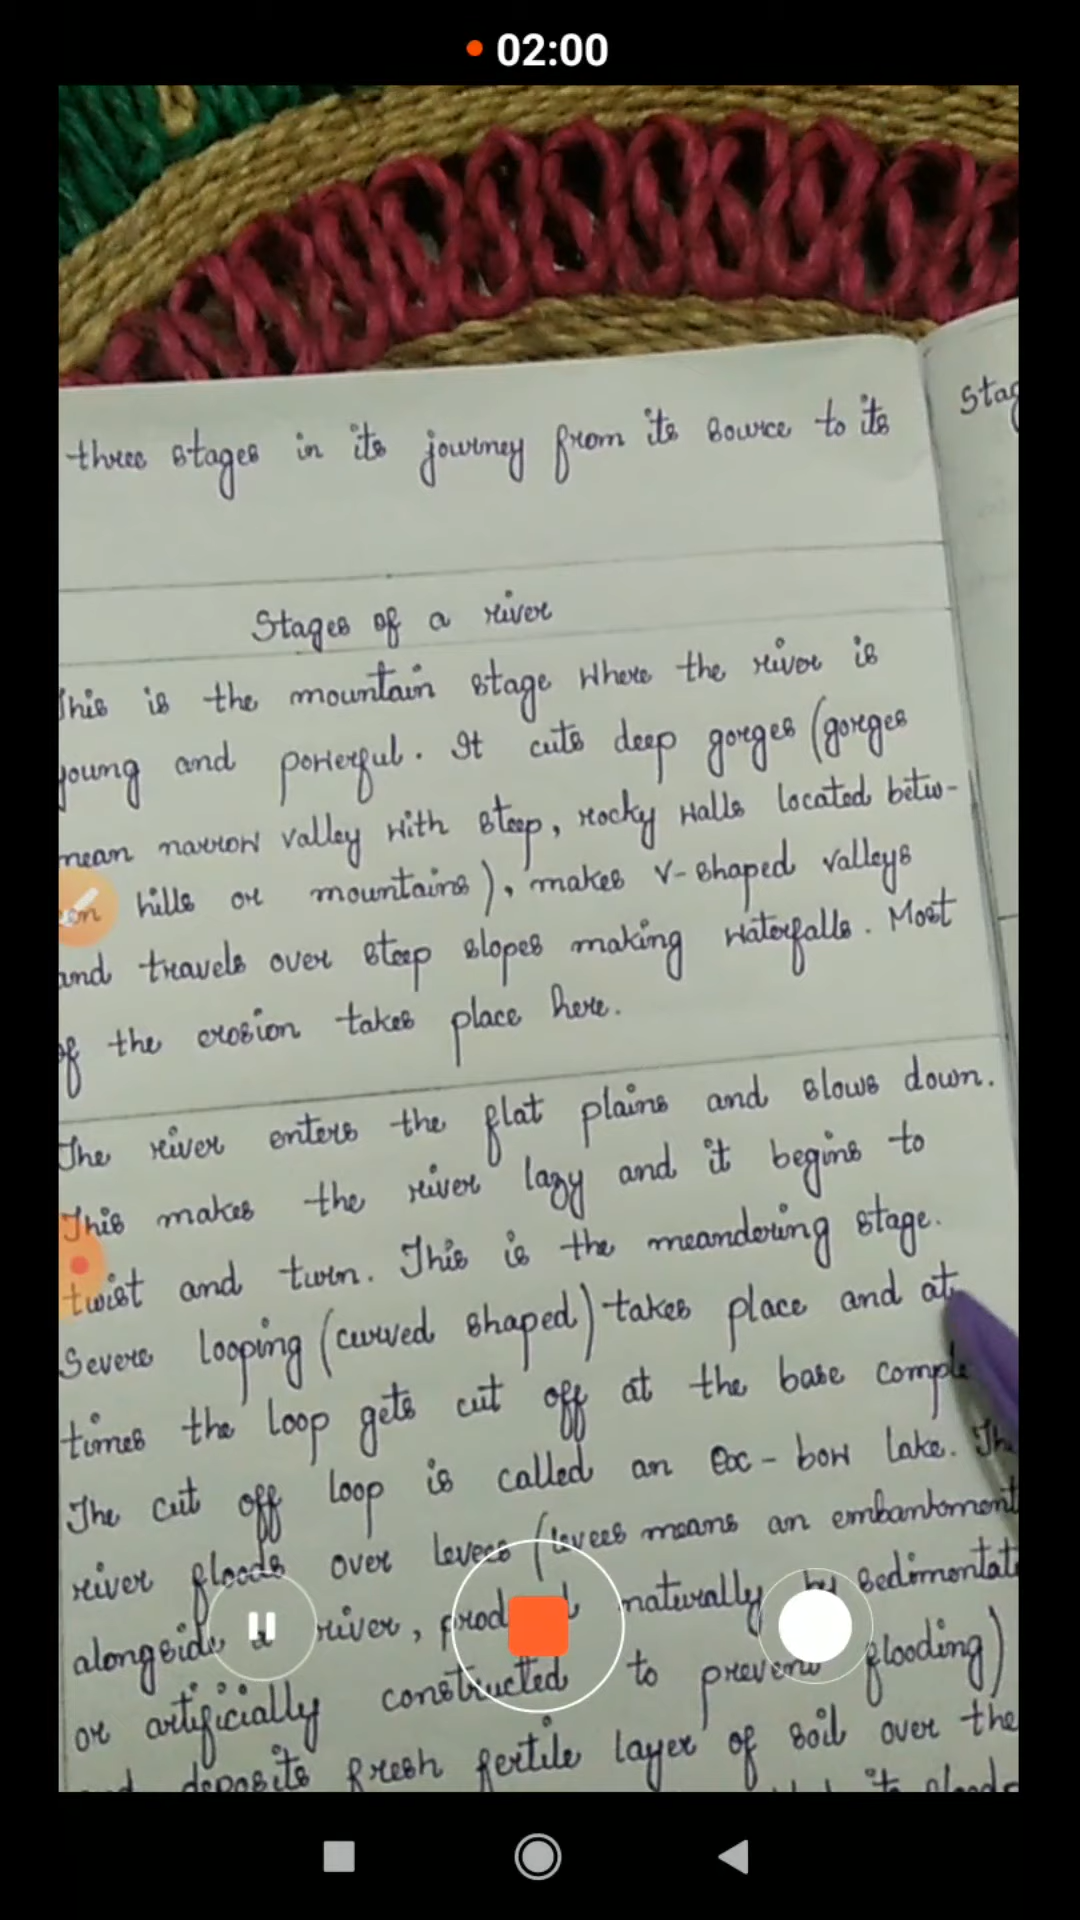 02:00
three stages in its journey from its source to its
Stag
Stages of a river
This is the mountain stage where the river is
young and powerful. It cuts deep gorges (gorges
mean narrow valley with steep, rocky walls located betw-
een hills or mountains), makes V-shaped valleys
and travels over steep slopes making waterfalls. Most
of the erosion takes place here.
The river enters the flat plains and slows down.
This makes the river lazy and it begins to
twist and turn. This is the meandering stage.
Severe looping (curved shaped) takes place and at
times the loop gets cut off at the base comple
The cut off loop is called an Ox-bow lake. The
river floods over levees (levees means an embankment
alongside a river, produced naturally by sedimentat
or artificially constructed to prevent flooding)
and deposits fresh fertile layer of soil over the
it floods